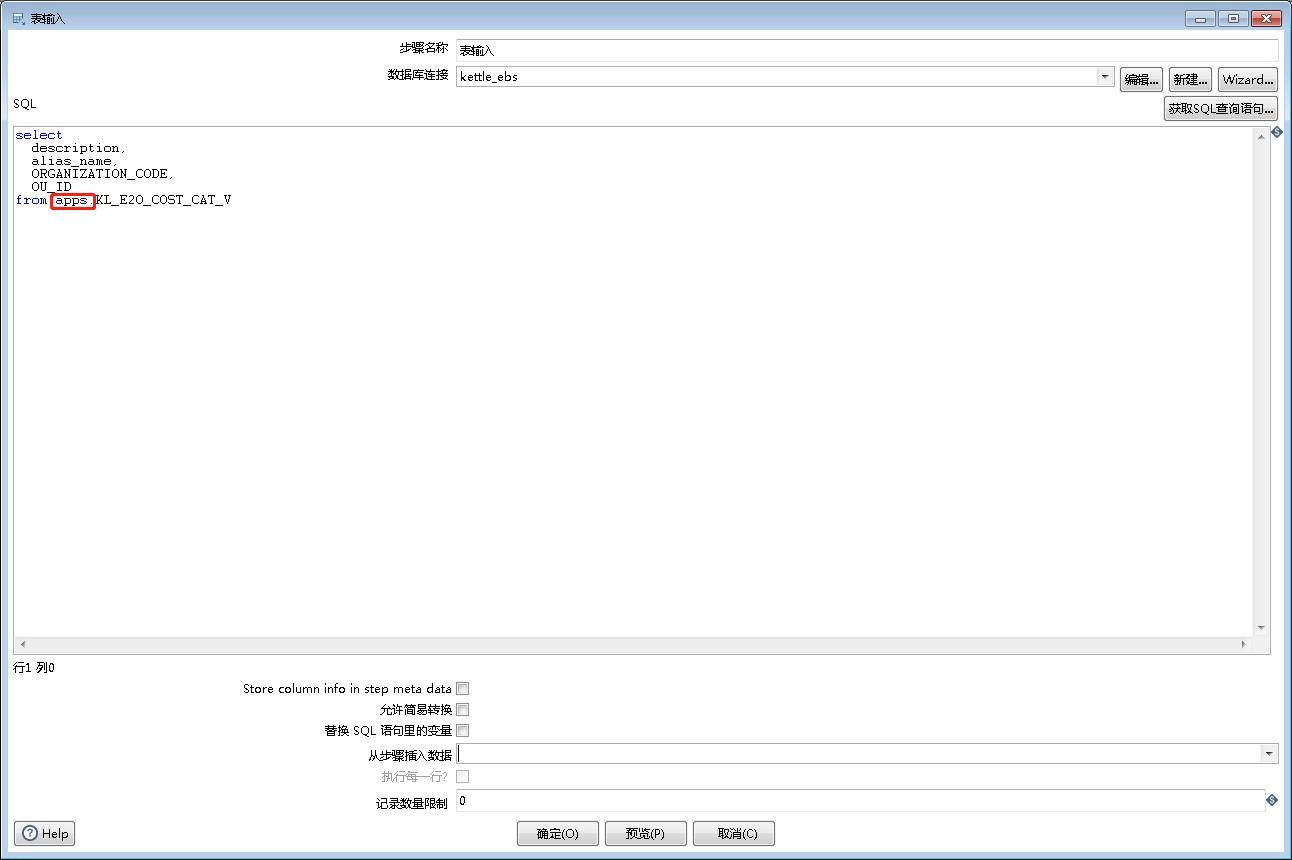 表输入
步骤名称 表输入
数据库连接 kettle_ebs 编辑... 新建... Wizard...
SQL 获取SQL查询语句...
select
description,
alias_name,
ORGANIZATION_CODE,
OU_ID
from apps.KL_E2O_COST_CAT_V
行1 列0
Store column info in step meta data
允许简易转换
替换 SQL 语句里的变量
从步骤插入数据
执行每一行?
记录数量限制 0
Help 确定(O) 预览(P) 取消(C)